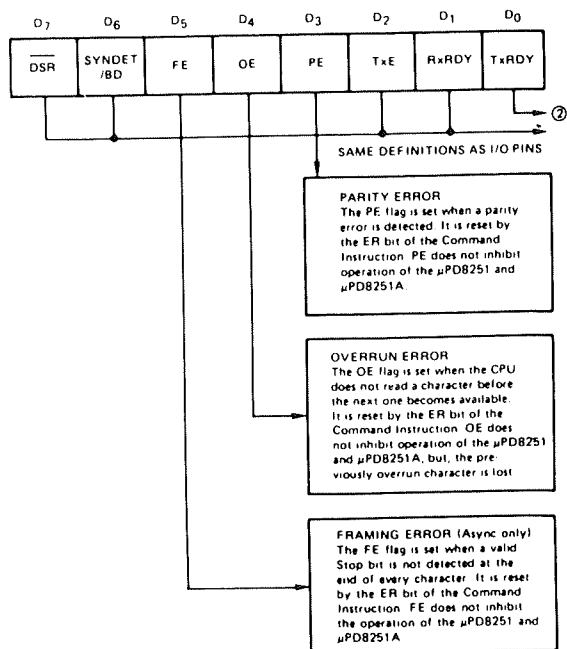 D7 D6 D5 D4 D3 D2 D1 D0
DSR SYNDET /BD FE OE PE TxE RxRDY TxRDY
②
SAME DEFINITIONS AS I/O PINS
PARITY ERROR
The PE flag is set when a parity
error is detected. It is reset by
the ER bit of the Command
Instruction. PE does not inhibit
operation of the µPD8251 and
µPD8251A.
OVERRUN ERROR
The OE flag is set when the CPU
does not read a character before
the next one becomes available.
It is reset by the ER bit of the
Command Instruction. OE does
not inhibit operation of the µPD8251
and µPD8251A, but, the pre-
viously overrun character is lost
FRAMING ERROR (Async only)
The FE flag is set when a valid
Stop bit is not detected at the
end of every character. It is reset
by the ER bit of the Command
Instruction. FE does not inhibit
the operation of the µPD8251 and
µPD8251A